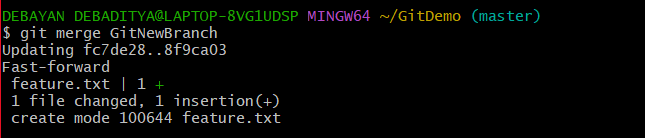 DEBAYAN DEBADITYA@LAPTOP-8VG1UDSP MINGW64 ~/GitDemo (master)
$ git merge GitNewBranch
Updating fc7de28..8f9ca03
Fast-forward
 feature.txt | 1 +
 1 file changed, 1 insertion(+)
 create mode 100644 feature.txt